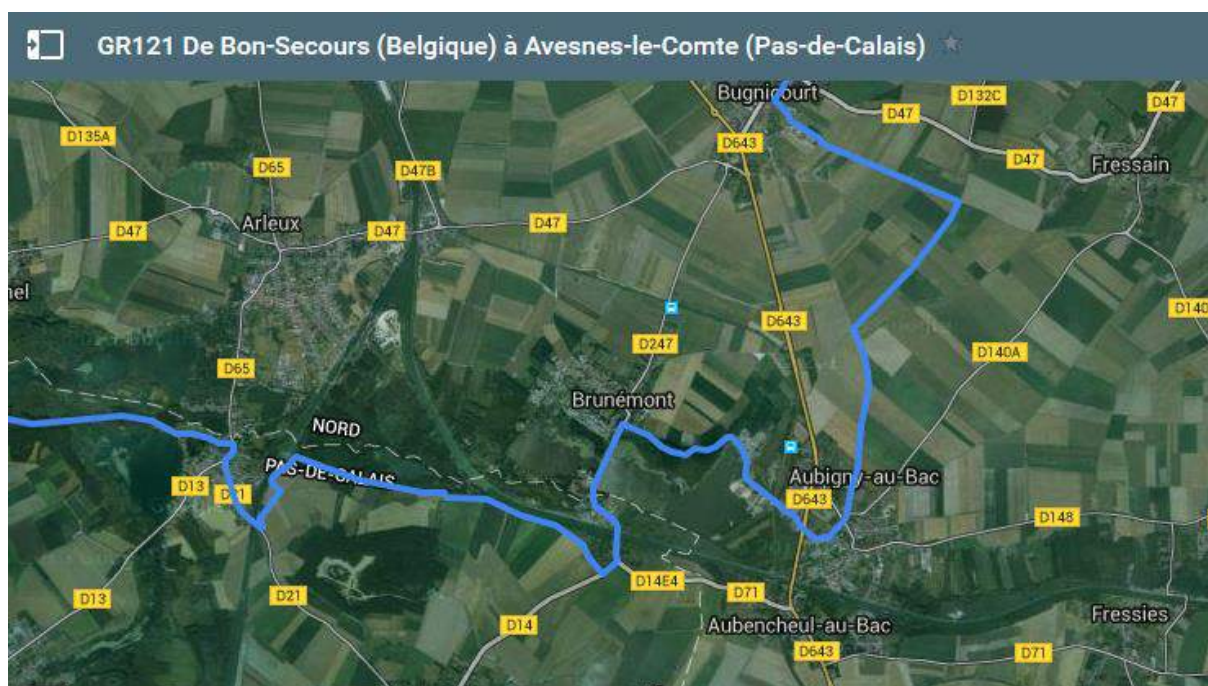 GR121 De Bon-Secours (Belgique) à Avesnes-le-Comte (Pas-de-Calais)
Bugnicourt
D132C
D47
D47
D135A
D643
D65
D47B
D47
Fressain
Arleux
D47
D47
D47
nel
D140
D643
D247
D140A
D65
Brunémont
NORD
PAS-DE-CALAIS
Aubigny-au-Bac
D13
D21
D643
D148
D14E4
D71
D13
D21
D14
Aubencheul-au-Bac
Fressies
D643
D71